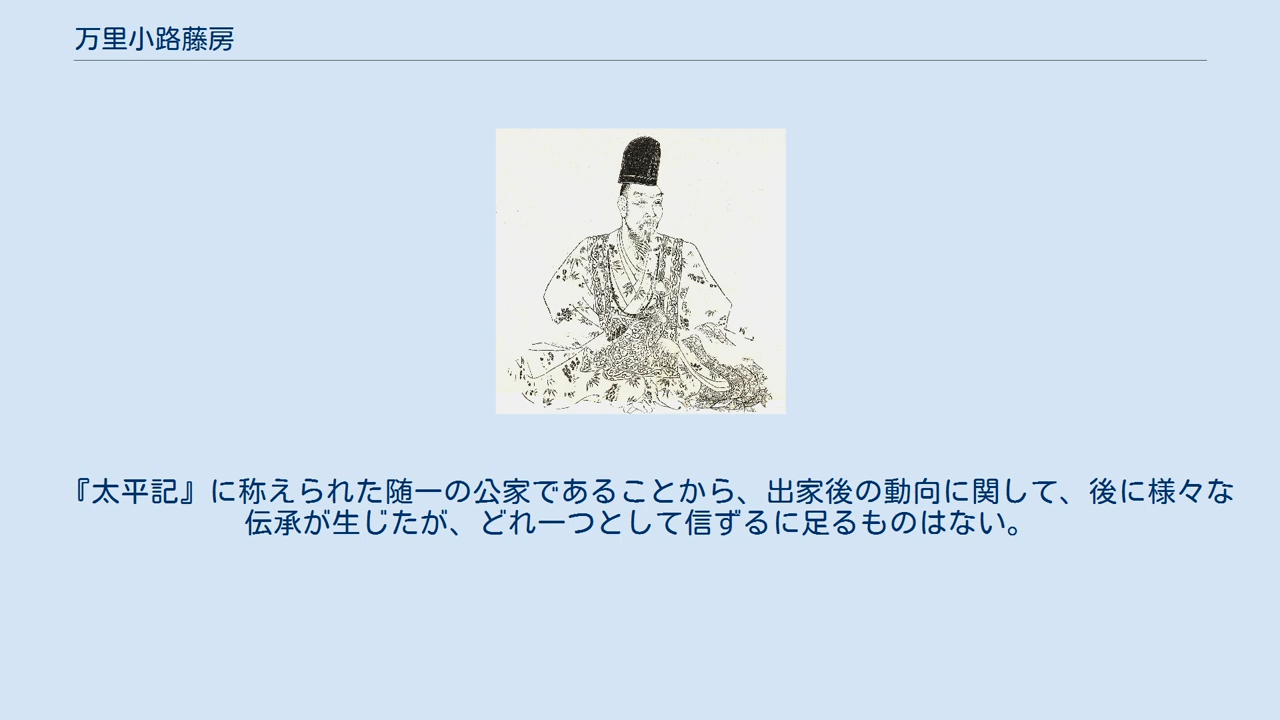 万里小路藤房
『太平記』に称えられた随一の公家であることから、出家後の動向に関して、後に様々な
伝承が生じたが、どれ一つとして信ずるに足るものはない。